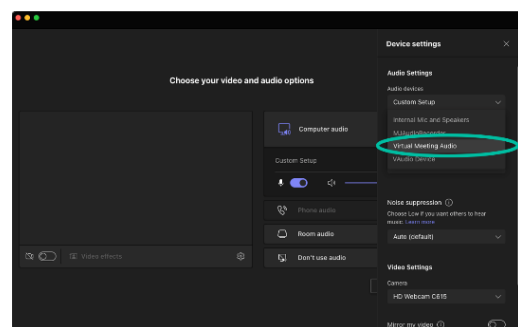 Device settings
Choose your video and audio options
Audio Settings
Audio devices
Custom Setup
Internal Mic and Speakers
MJAudioRecorder
Virtual Meeting Audio
VAudio Device
Computer audio
Custom Setup
Phone audio
Room audio
Don't use audio
Video effects
Noise suppression
Choose Low if you want others to hear
music. Learn more
Auto (default)
Video Settings
Camera
HD Webcam C615
Mirror my video